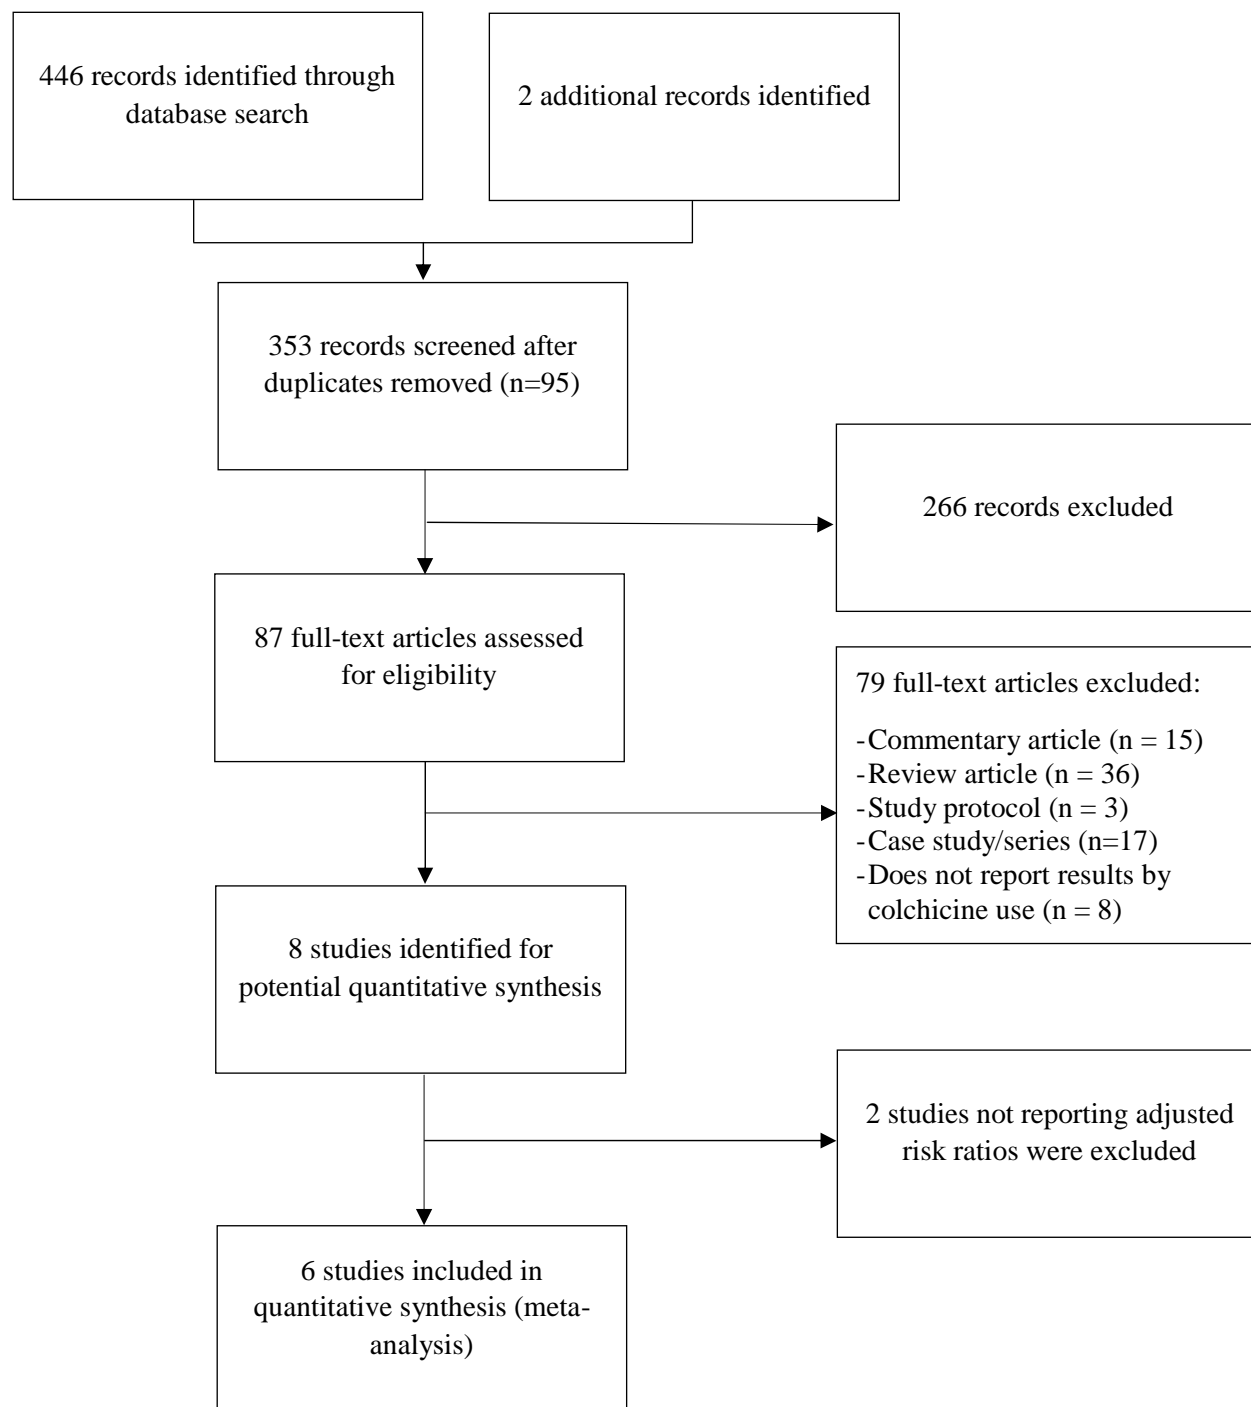 446 records identified through
database search
2 additional records identified
353 records screened after
duplicates removed (n=95)
266 records excluded
87 full-text articles assessed
for eligibility
79 full-text articles excluded:
-Commentary article (n = 15)
-Review article (n = 36)
-Study protocol (n = 3)
-Case study/series (n=17)
-Does not report results by
colchicine use (n = 8)
8 studies identified for
potential quantitative synthesis
2 studies not reporting adjusted
risk ratios were excluded
6 studies included in
quantitative synthesis (meta-
analysis)